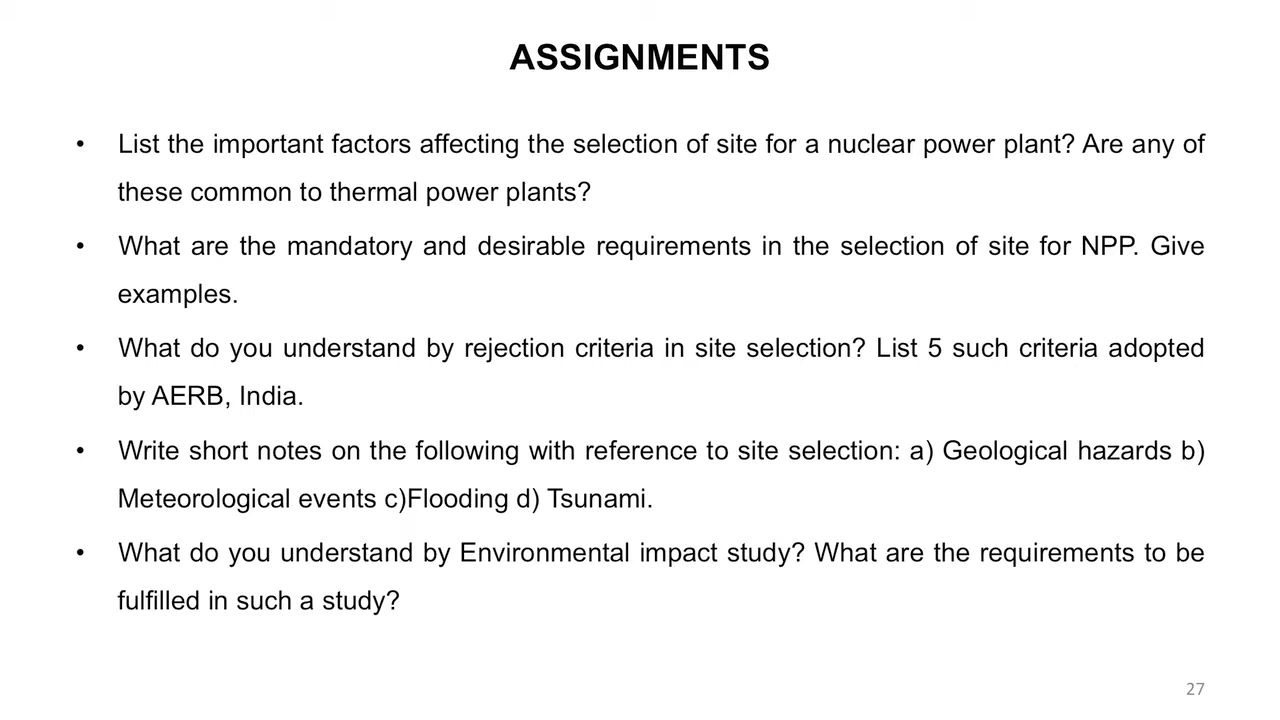 ASSIGNMENTS
• List the important factors affecting the selection of site for a nuclear power plant? Are any of
these common to thermal power plants?
• What are the mandatory and desirable requirements in the selection of site for NPP. Give
examples.
• What do you understand by rejection criteria in site selection? List 5 such criteria adopted
by AERB, India.
• Write short notes on the following with reference to site selection: a) Geological hazards b)
Meteorological events c)Flooding d) Tsunami.
• What do you understand by Environmental impact study? What are the requirements to be
fulfilled in such a study?
27